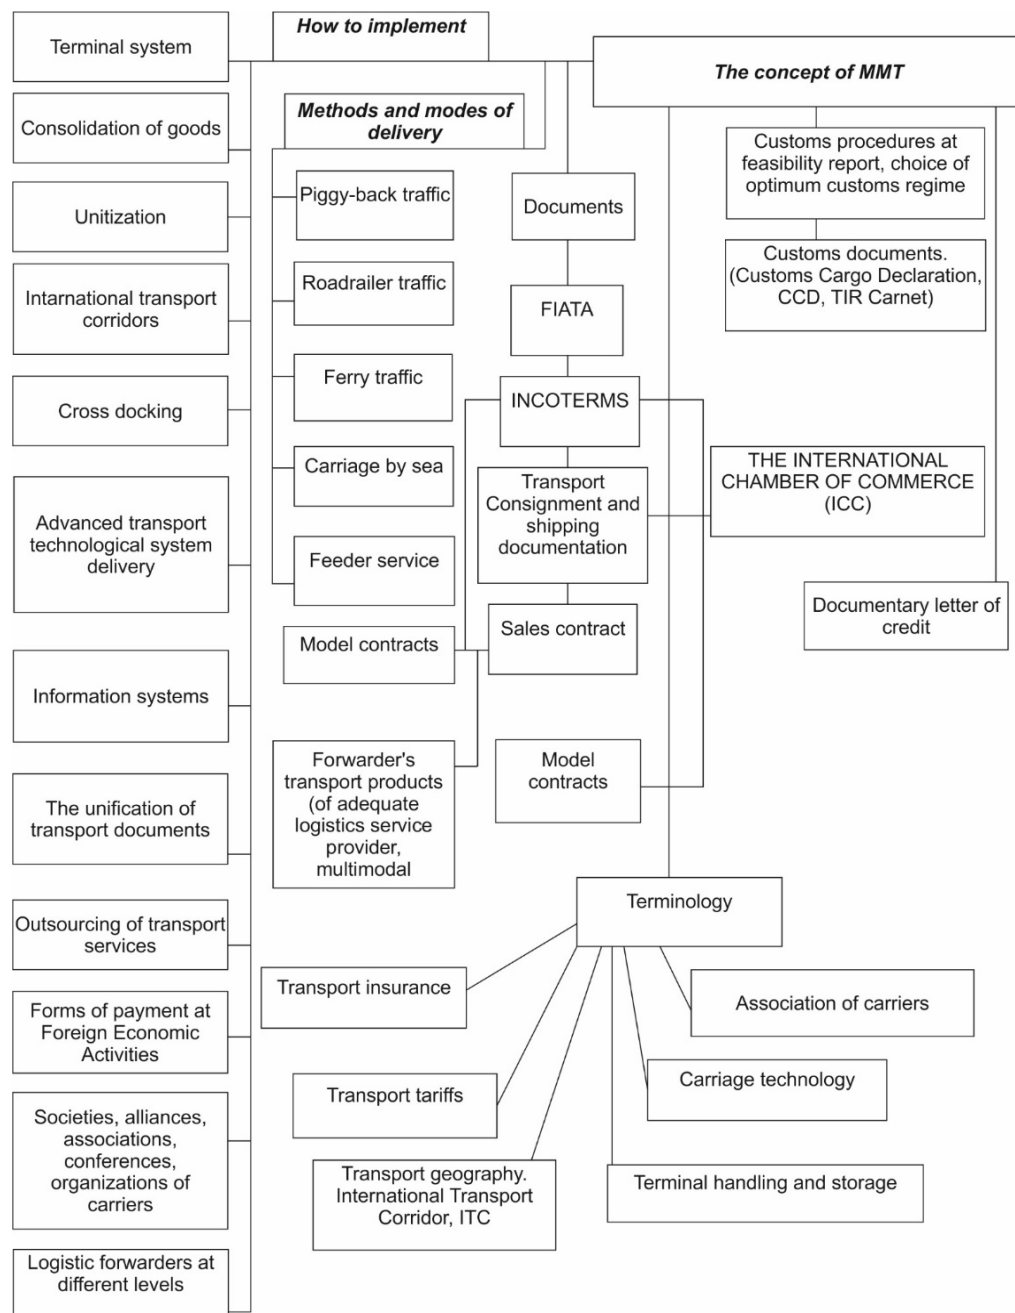 Terminal system
Consolidation of goods
Unitization
Intarnational transport
corridors
Cross docking
Advanced transport
technological system
delivery
Information systems
The unification of
transport documents
Outsourcing of transport
services
Forms of payment at
Foreign Economic
Activities
Societies, alliances,
associations,
conferences,
organizations of
carriers
Logistic forwarders at
different levels
How to implement
Methods and modes of
delivery
Piggy-back traffic
Roadrailer traffic
Ferry traffic
Carriage by sea
Feeder service
Model contracts
Forwarder's
transport products
(of adequate
logistics service
provider,
multimodal
Documents
FIATA
INCOTERMS
Transport
Consignment and
shipping
documentation
Sales contract
Model
contracts
The concept of MMT
Customs procedures at
feasibility report, choice of
optimum customs regime
Customs documents.
(Customs Cargo Declaration,
CCD, TIR Carnet)
THE INTERNATIONAL
CHAMBER OF COMMERCE
(ICC)
Documentary letter of
credit
Terminology
Transport insurance
Transport tariffs
Transport geography.
International Transport
Corridor, ITC
Association of carriers
Carriage technology
Terminal handling and storage